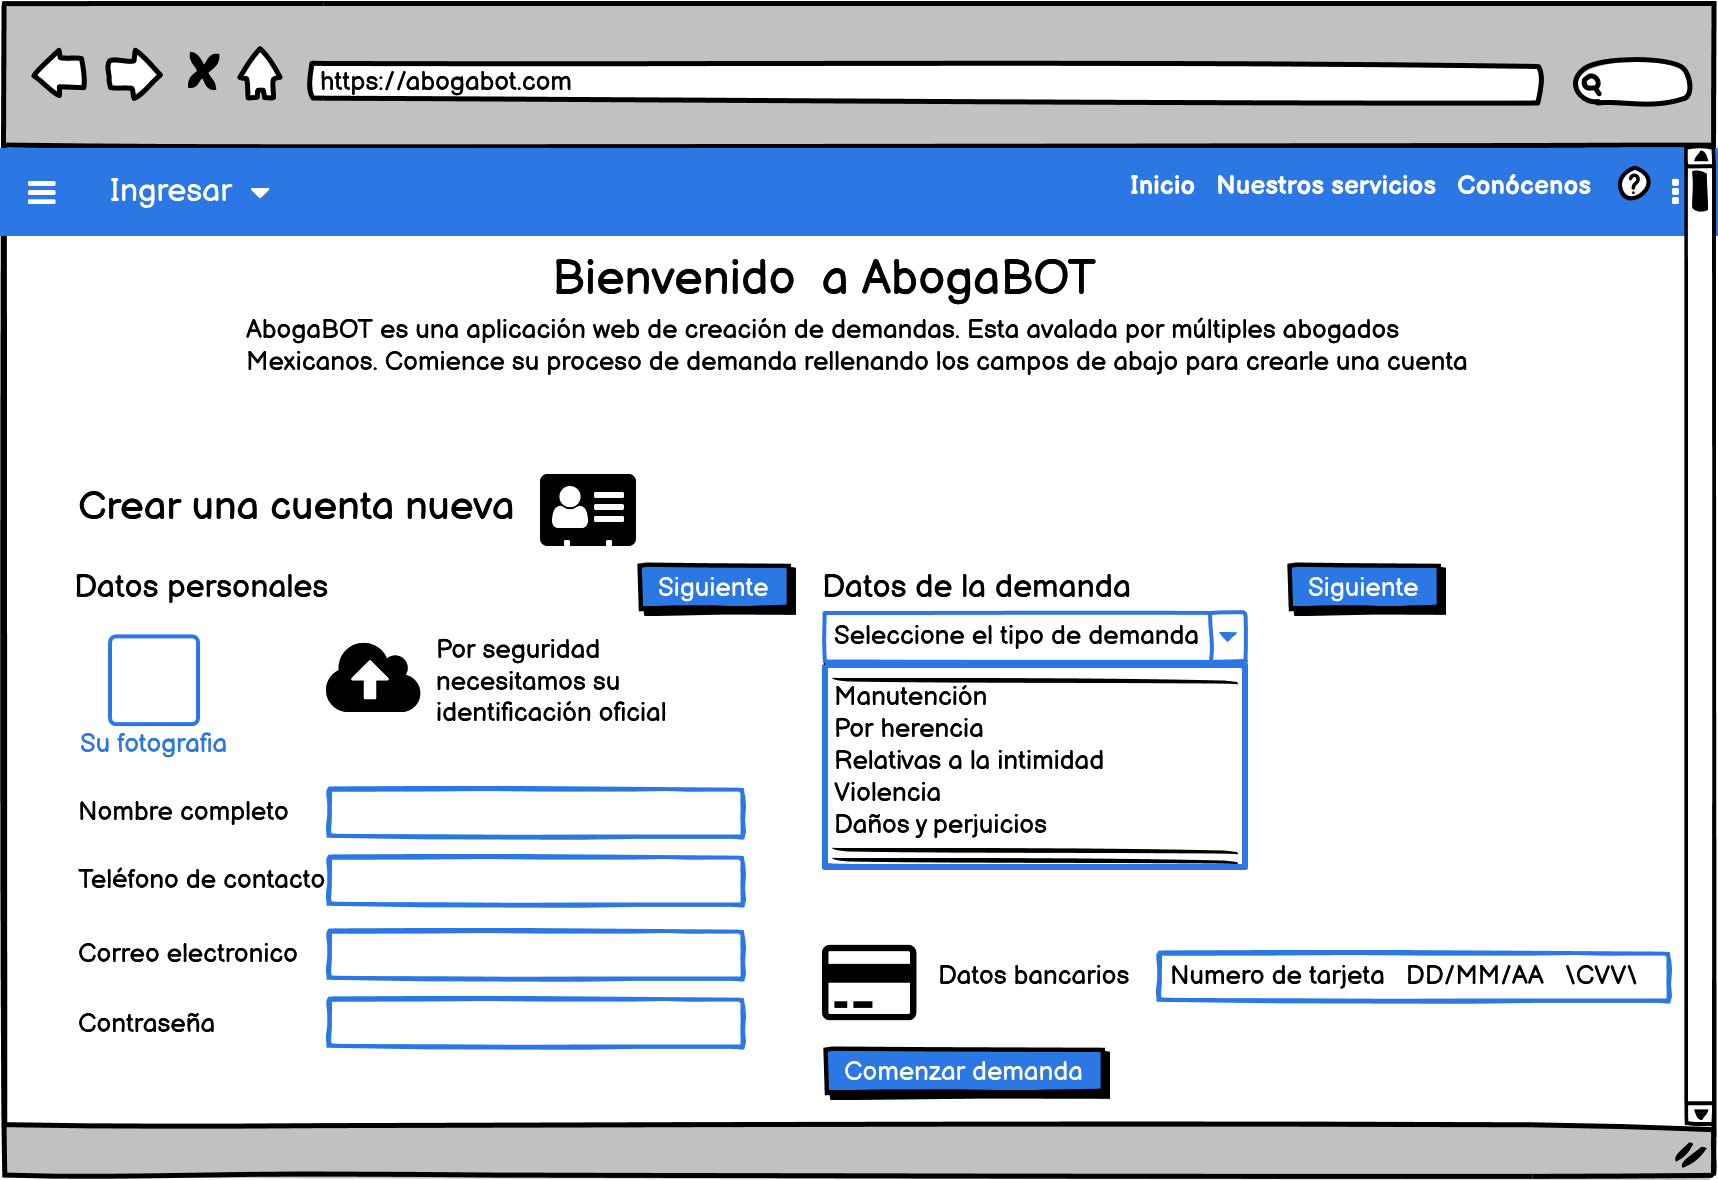 https://abogabot.com
Ingresar
Inicio Nuestros servicios Conócenos ?
Bienvenido a AbogaBOT
AbogaBOT es una aplicación web de creación de demandas. Esta avalada por múltiples abogados
Mexicanos. Comience su proceso de demanda rellenando los campos de abajo para crearle una cuenta
Crear una cuenta nueva
Datos personales
Siguiente
Su fotografia
Por seguridad
necesitamos su
identificación oficial
Nombre completo
Teléfono de contacto
Correo electronico
Contraseña
Datos de la demanda
Siguiente
Seleccione el tipo de demanda
Manutención
Por herencia
Relativas a la intimidad
Violencia
Daños y perjuicios
Datos bancarios
Numero de tarjeta DD/MM/AA \CVV\
Comenzar demanda